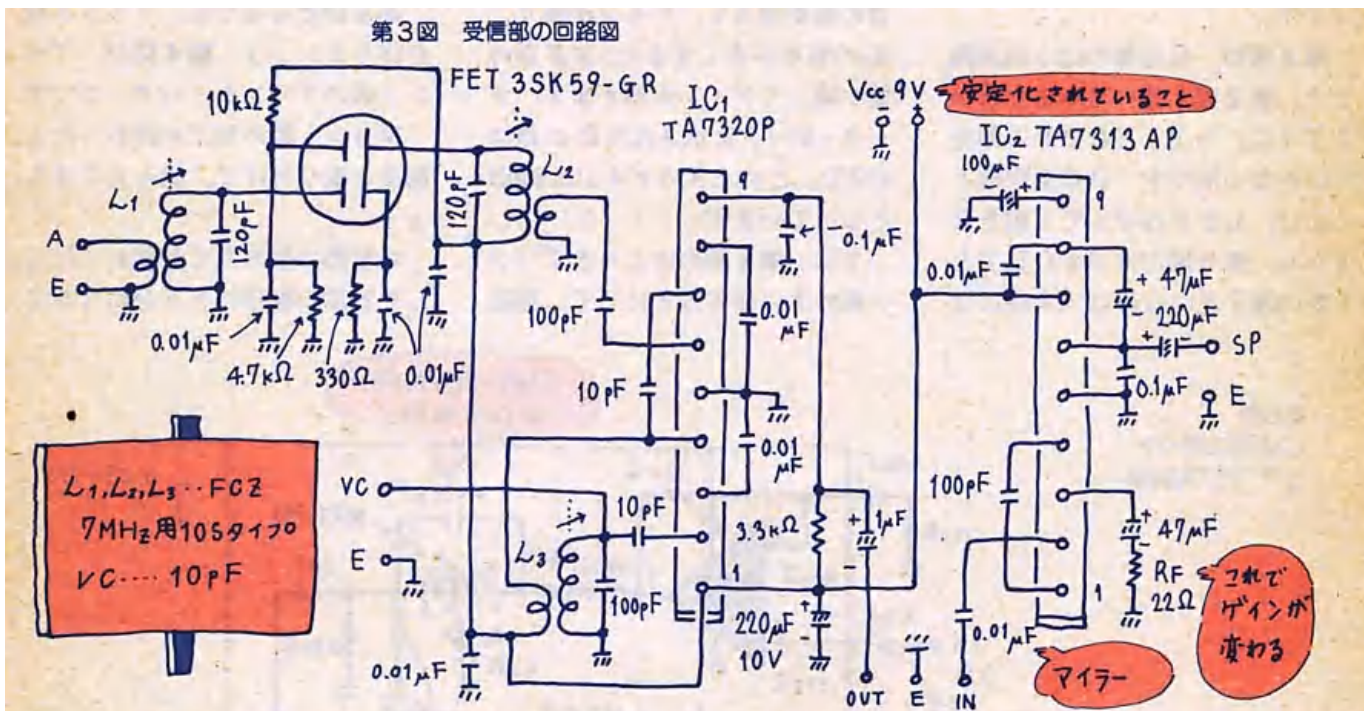 第3図 受信部の回路図
FET 3SK59-GR
10kΩ
IC₁
TA7320P
Vcc 9V
安定化されていること
IC₂ TA7313AP
100μF
- +
9
9
L₁
L₂
120pF
120pF
A
E
0.01μF
4.7kΩ
330Ω
0.01μF
100pF
10pF
0.1μF
0.01
μF
0.01
μF
0.01μF
+
47μF
-
220μF
+ -
SP
0.1μF
E
L₁,L₂,L₃‥FCZ
7MHz用10Sタイプ
VC‥‥10pF
VC
E
L₃
10pF
100pF
0.01μF
3.3kΩ
1
+
1μF
-
220μF
10V
+
-
OUT
E
IN
100pF
0.01μF
マイラー
+
47μF
-
RF
22Ω
1
これで
ゲインが
変わる